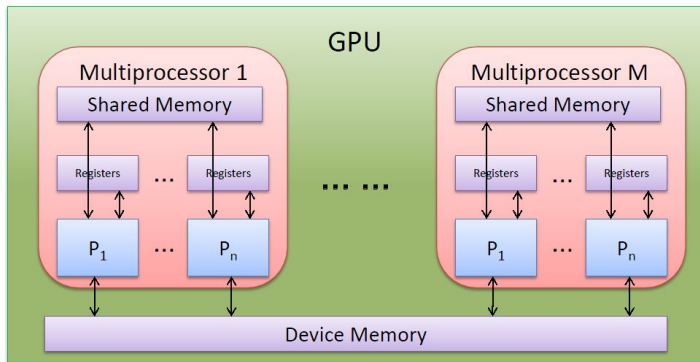 GPU
Multiprocessor 1
Shared Memory
Registers ... Registers
P1 ... Pn
... ...
Multiprocessor M
Shared Memory
Registers ... Registers
P1 ... Pn
Device Memory